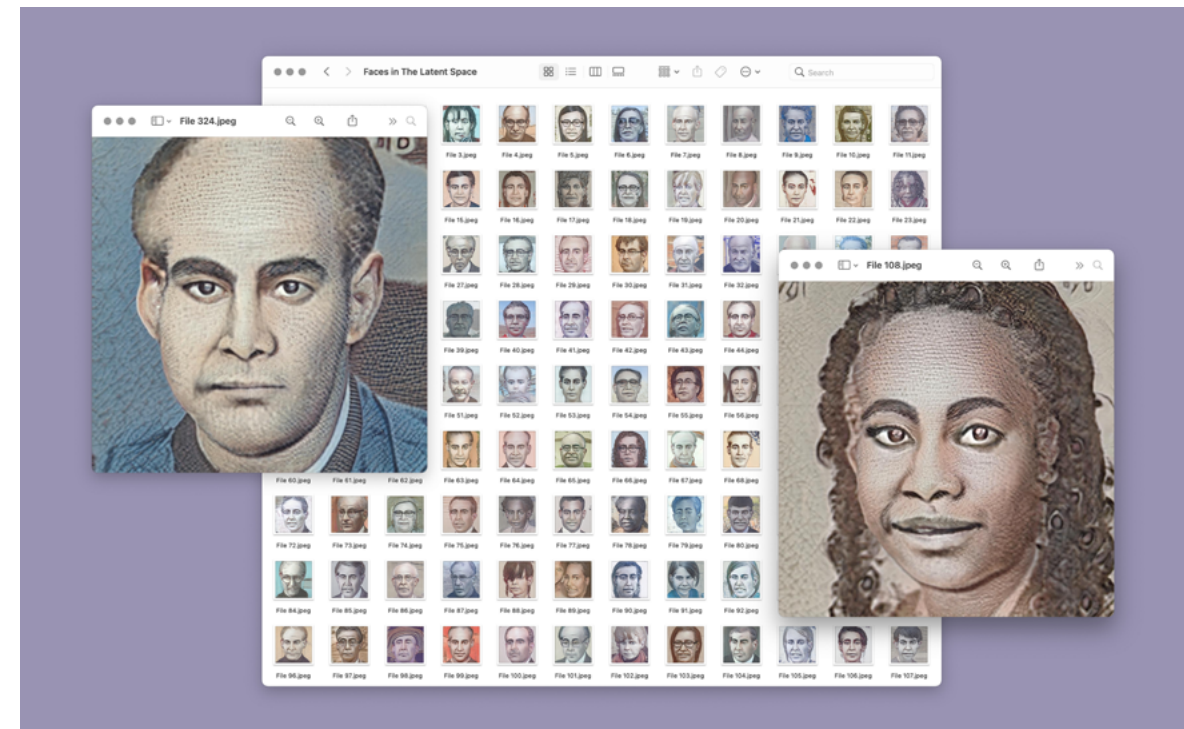 Faces in The Latent Space
Search
File 324.jpeg
File 3.jpeg File 4.jpeg File 5.jpeg File 6.jpeg File 7.jpeg File 8.jpeg File 9.jpeg File 10.jpeg File 11.jpeg
File 15.jpeg File 16.jpeg File 17.jpeg File 18.jpeg File 19.jpeg File 20.jpeg File 21.jpeg File 22.jpeg File 23.jpeg
File 108.jpeg
File 27.jpeg File 28.jpeg File 29.jpeg File 30.jpeg File 31.jpeg File 32.jpeg
File 39.jpeg File 40.jpeg File 41.jpeg File 42.jpeg File 43.jpeg File 44.jpeg
File 51.jpeg File 52.jpeg File 53.jpeg File 54.jpeg File 55.jpeg File 56.jpeg
File 60.jpeg File 61.jpeg File 62.jpeg File 63.jpeg File 64.jpeg File 65.jpeg File 66.jpeg File 67.jpeg File 68.jpeg
File 72.jpeg File 73.jpeg File 74.jpeg File 75.jpeg File 76.jpeg File 77.jpeg File 78.jpeg File 79.jpeg File 80.jpeg
File 84.jpeg File 85.jpeg File 86.jpeg File 87.jpeg File 88.jpeg File 89.jpeg File 90.jpeg File 91.jpeg File 92.jpeg
File 96.jpeg File 97.jpeg File 98.jpeg File 99.jpeg File 100.jpeg File 101.jpeg File 102.jpeg File 103.jpeg File 104.jpeg File 105.jpeg File 106.jpeg File 107.jpeg